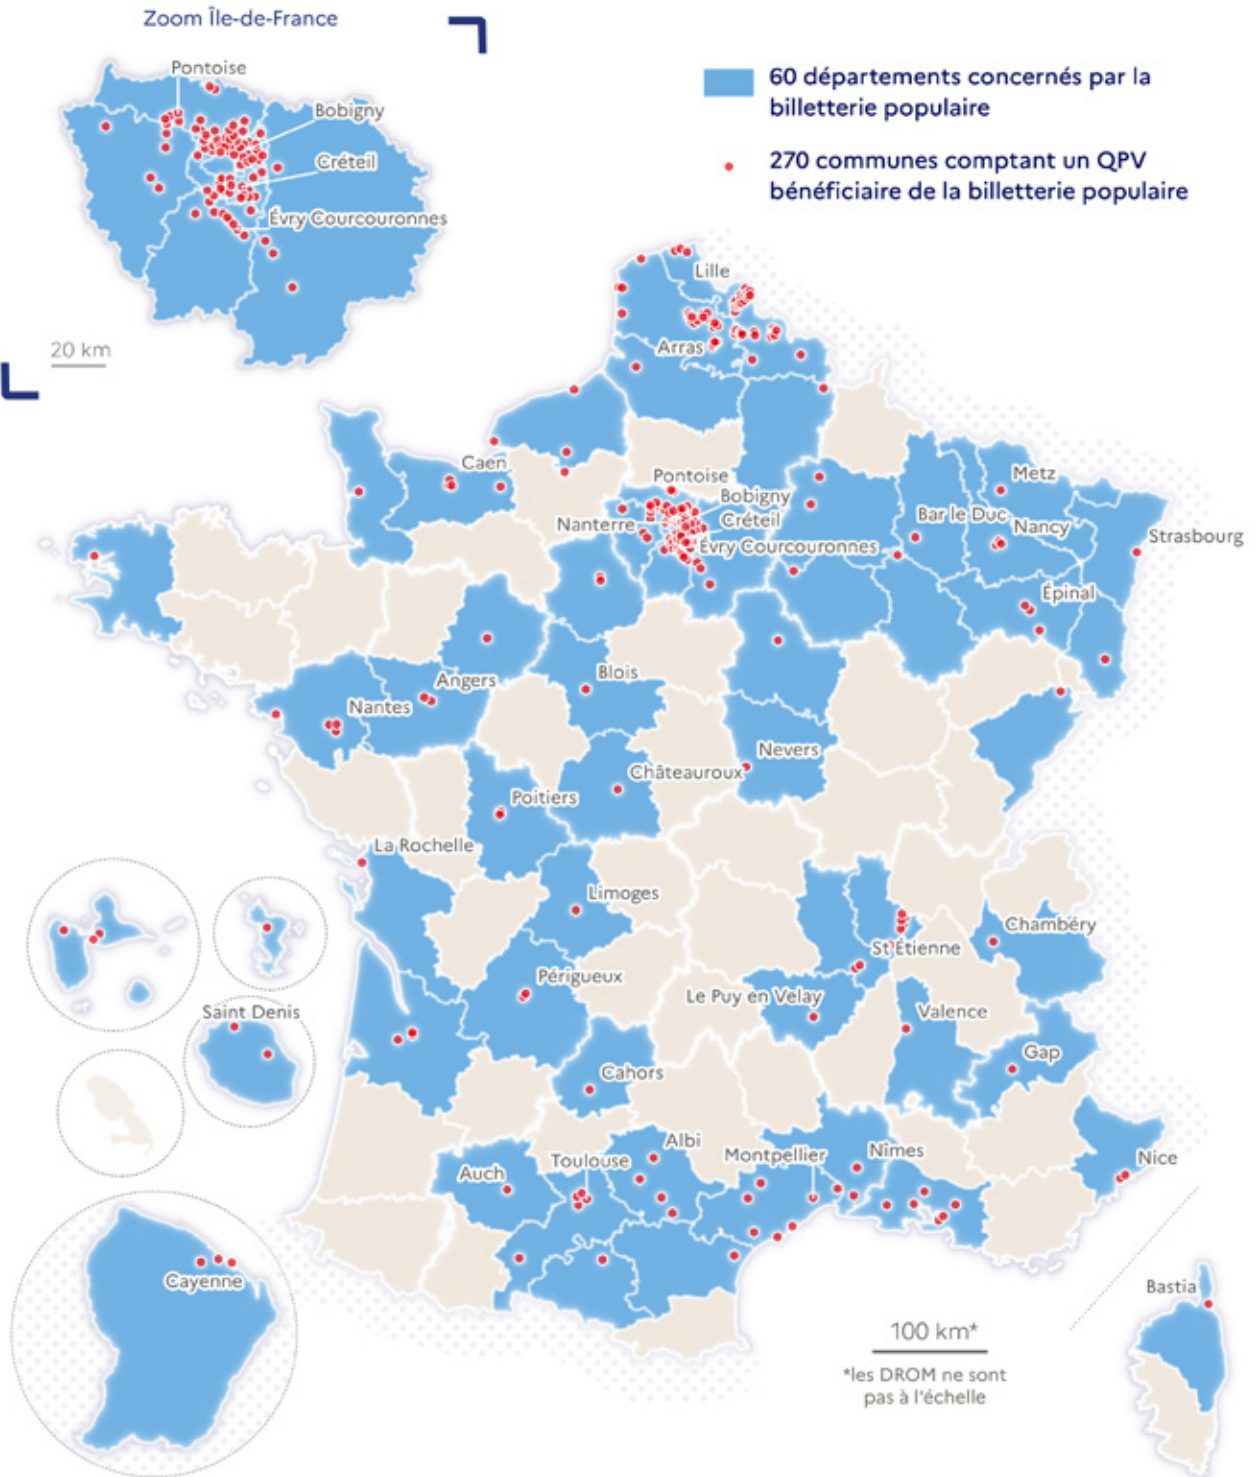 Zoom Île-de-France
Pontoise
Bobigny
Créteil
Évry Courcouronnes
20 km
60 départements concernés par la
billetterie populaire
270 communes comptant un QPV
bénéficiaire de la billetterie populaire
Lille
Arras
Caen
Pontoise
Bobigny
Nanterre
Créteil
Évry Courcouronnes
Metz
Bar le Duc
Nancy
Strasbourg
Épinal
Blois
Angers
Nantes
Nevers
Châteauroux
Poitiers
La Rochelle
Limoges
Chambéry
St Étienne
Périgueux
Le Puy en Velay
Valence
Saint Denis
Gap
Cahors
Albi
Montpellier
Nîmes
Toulouse
Auch
Nice
Cayenne
Bastia
100 km*
*les DROM ne sont
pas à l'échelle